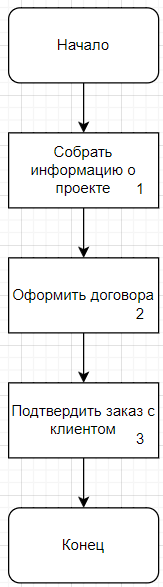 Начало
Собрать
информацию о
проекте 1
Оформить договора
2
Подтвердить заказ с
клиентом
3
Конец